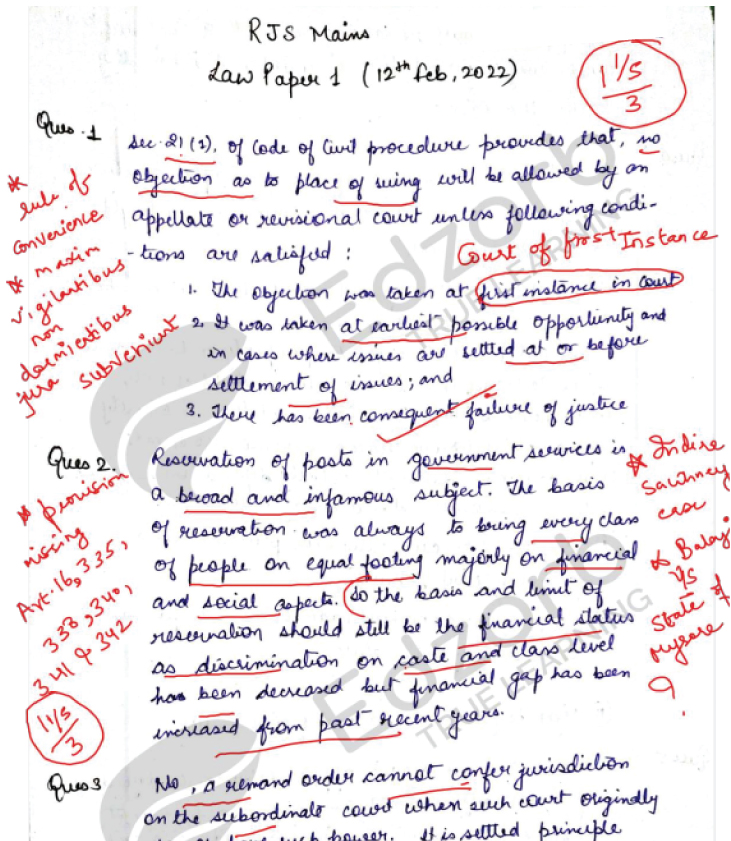 RJS Mains
Law Paper 1 (12th Feb, 2022)
1 1/5
3
Ques. 1
Sec. 21 (1), of Code of Civil procedure provides that, no
objection as to place of suing will be allowed by an
appellate or revisional court unless following condi-
-tions are satisfied :
1. The objection was taken at first instance in court
2. It was taken at earliest possible opportunity and
in cases where issues are settled at or before
settlement of issues; and
3. There has been consequent failure of justice
* rule of
convenience
* maxim
vigilantibus
non
dormientibus
jura subveniunt
Court of first Instance
Ques 2.
Reservation of posts in government services is
a broad and infamous subject. The basis
of reservation was always to bring every class
of people on equal footing majorly on financial
and social aspects. So the basis and limit of
reservation should still be the financial status
as discrimination on caste and class level
has been decreased but financial gap has been
increased from past recent years.
* provision
missing
Art. 16, 335,
338, 340,
341 & 342
1 1/5
3
* Indira
Sawhney
case
* Balaji
v/s
State of
Mysore
Ques 3
No, a remand order cannot confer jurisdiction
on the subordinate court when such court originally
such power. It is settled principle
Edzorb
TRUE LEARNING
Edzorb
TRUE LEARNING